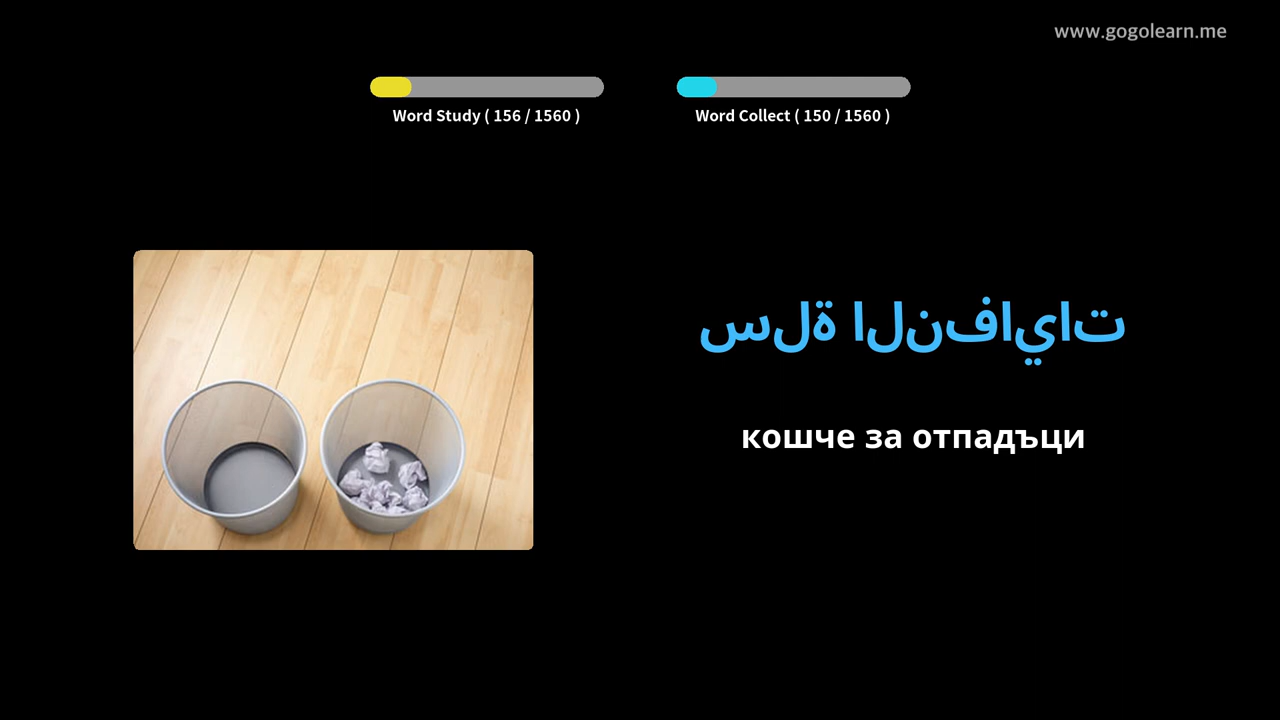 www.gogolearn.me
Word Study ( 156 / 1560 )
Word Collect ( 150 / 1560 )
سلة النفايات
кошче за отпадъци